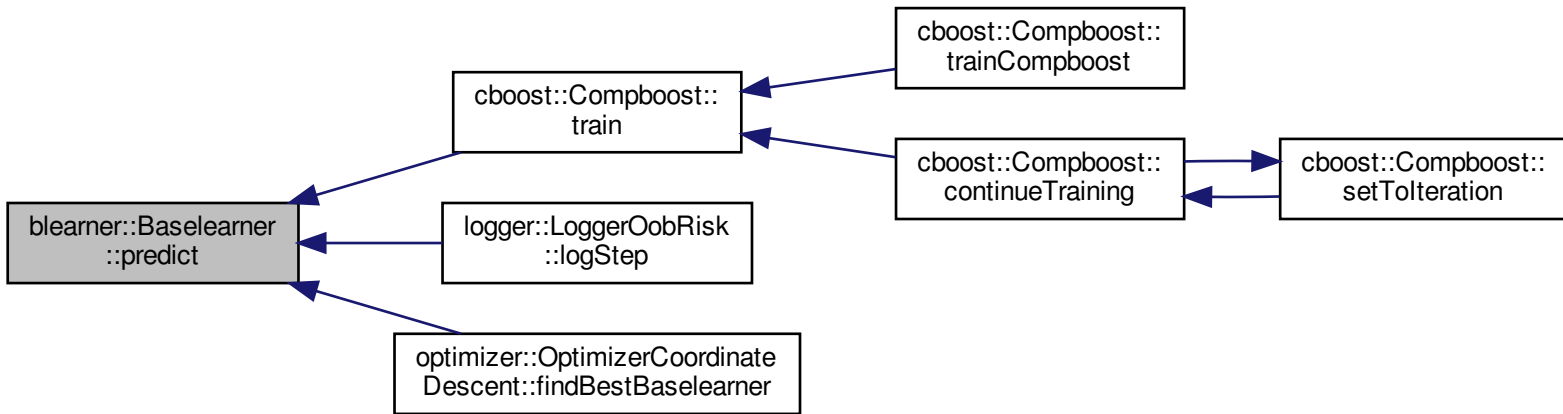 blearner::Baselearner
::predict
cboost::Compboost::
train
cboost::Compboost::
trainCompboost
cboost::Compboost::
continueTraining
cboost::Compboost::
setToIteration
logger::LoggerOobRisk
::logStep
optimizer::OptimizerCoordinate
Descent::findBestBaselearner